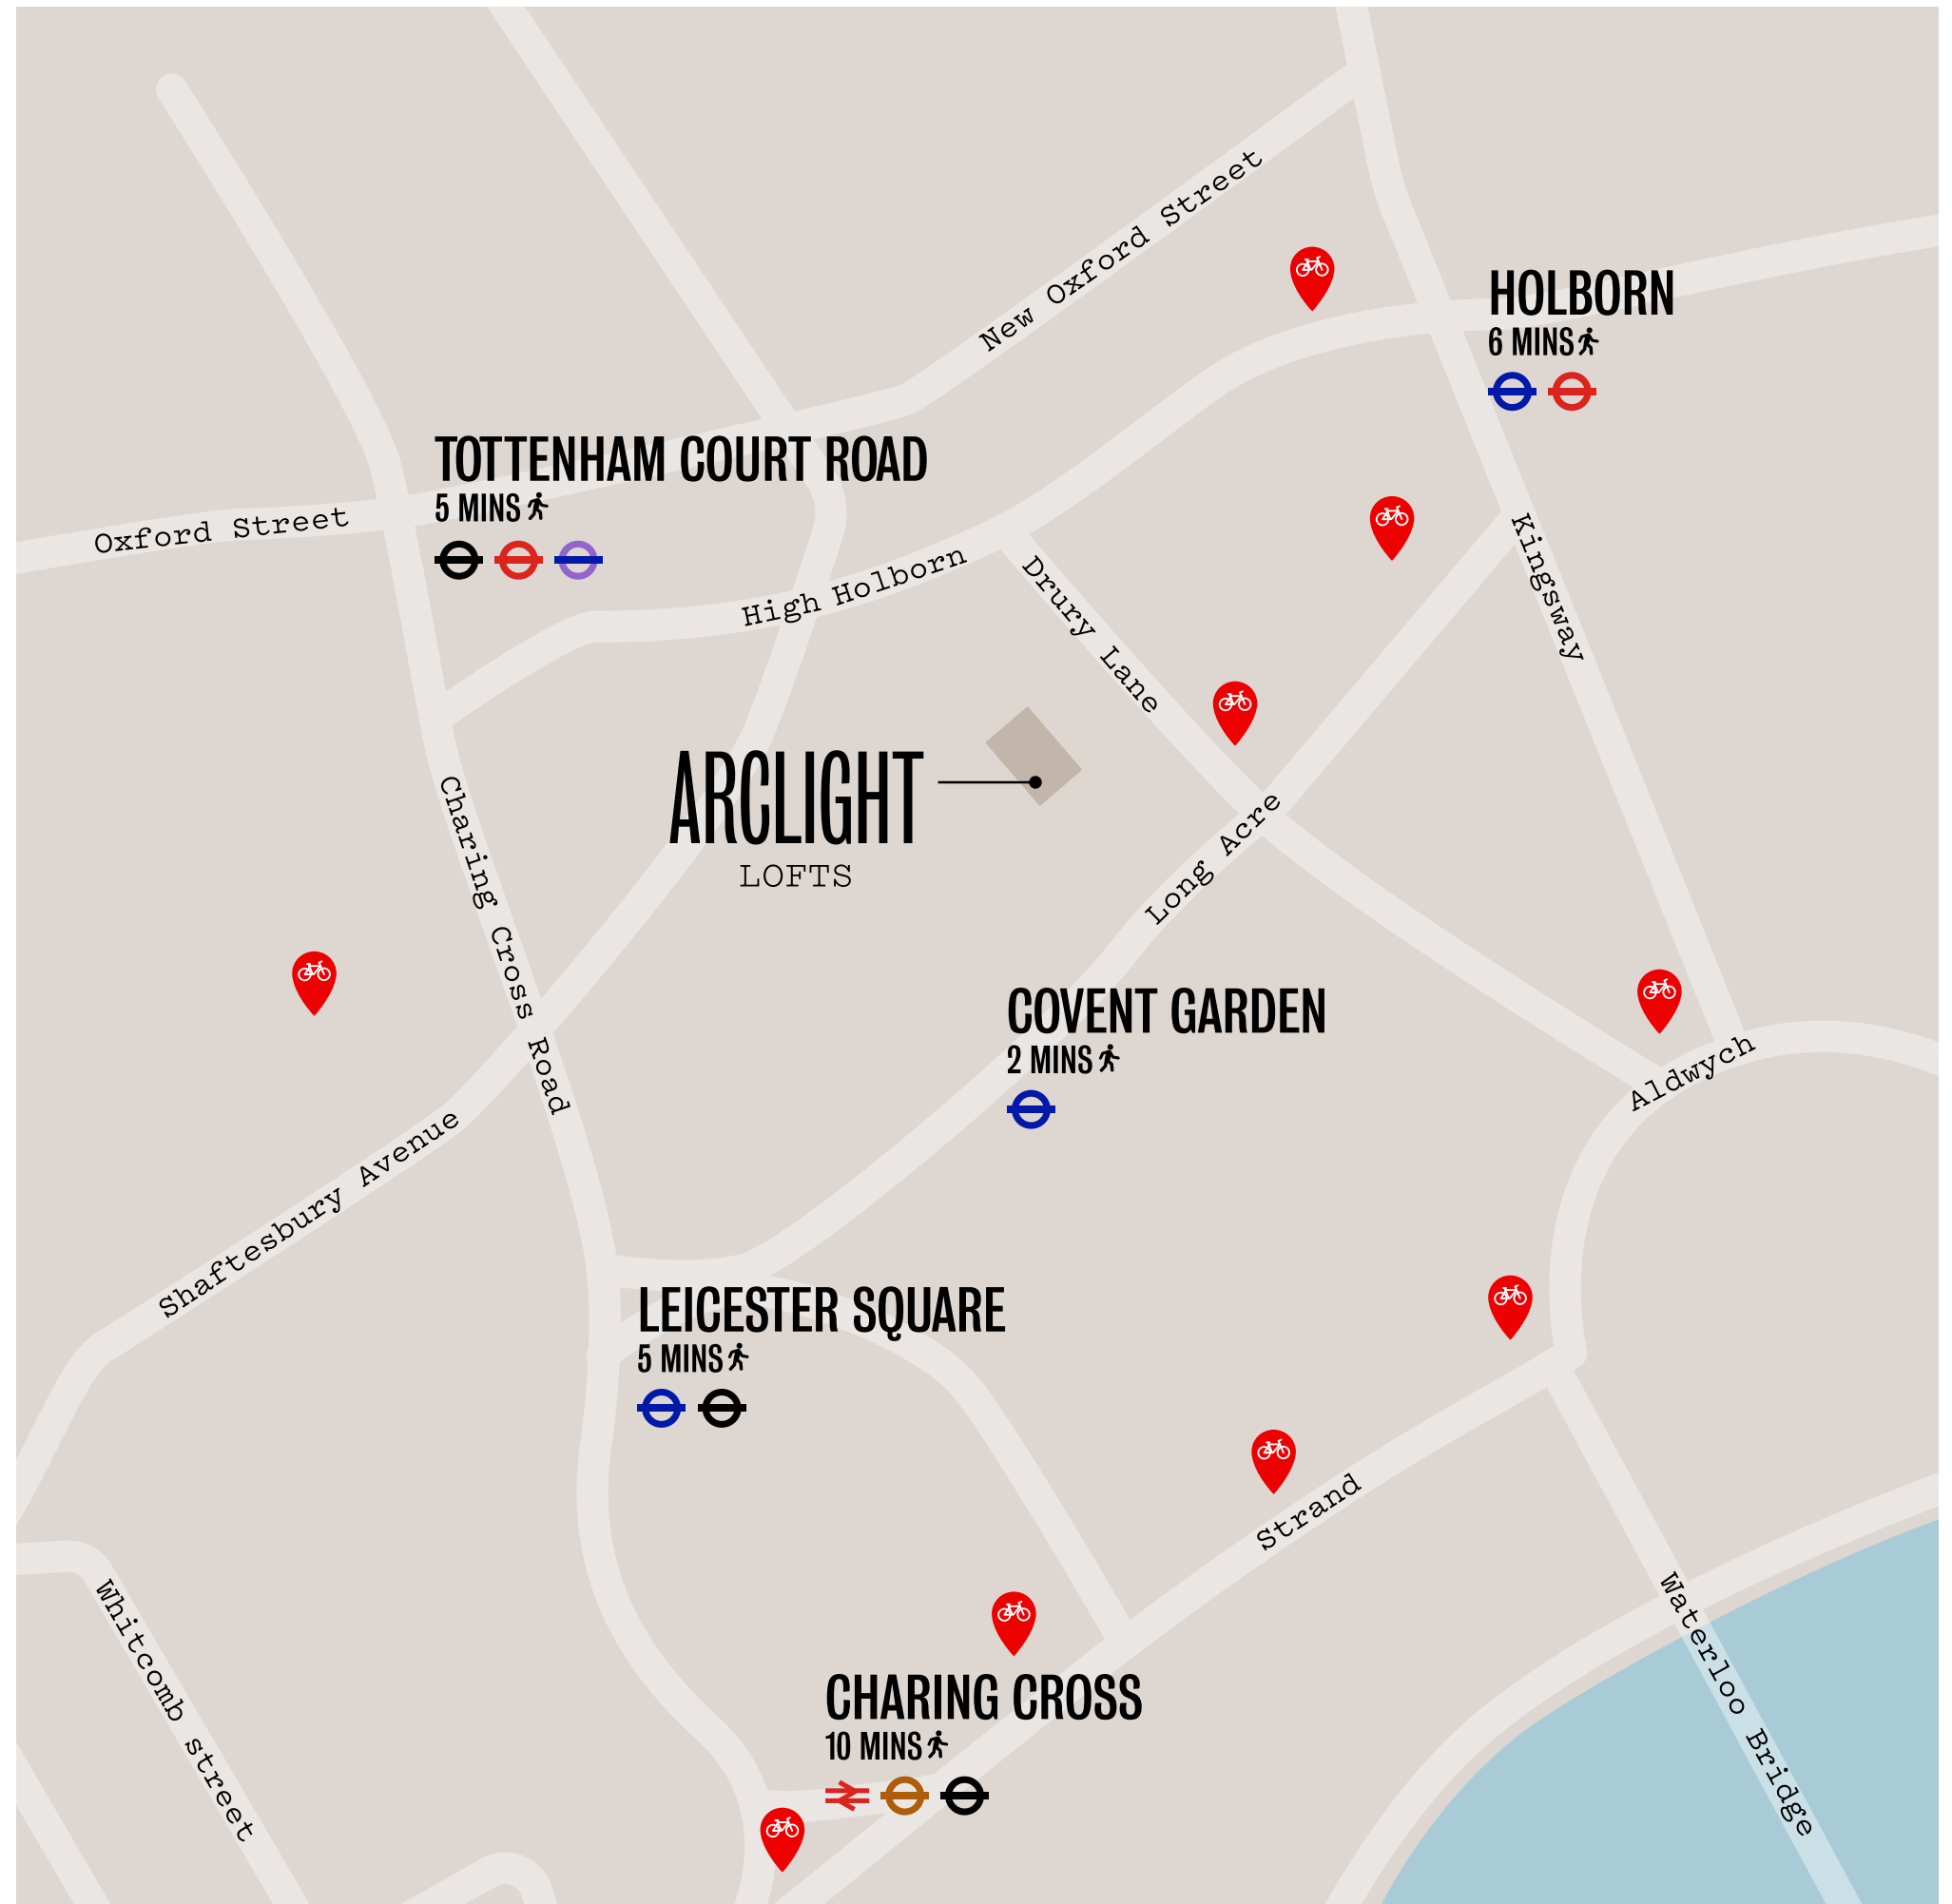 New Oxford Street
HOLBORN
6 MINS
TOTTENHAM COURT ROAD
5 MINS
Oxford Street
High Holborn
Drury Lane
Kingsway
ARCLIGHT
LOFTS
Charing Cross Road
Long Acre
COVENT GARDEN
2 MINS
Aldwych
Shaftesbury Avenue
LEICESTER SQUARE
5 MINS
Strand
Whitcomb street
Waterloo Bridge
CHARING CROSS
10 MINS